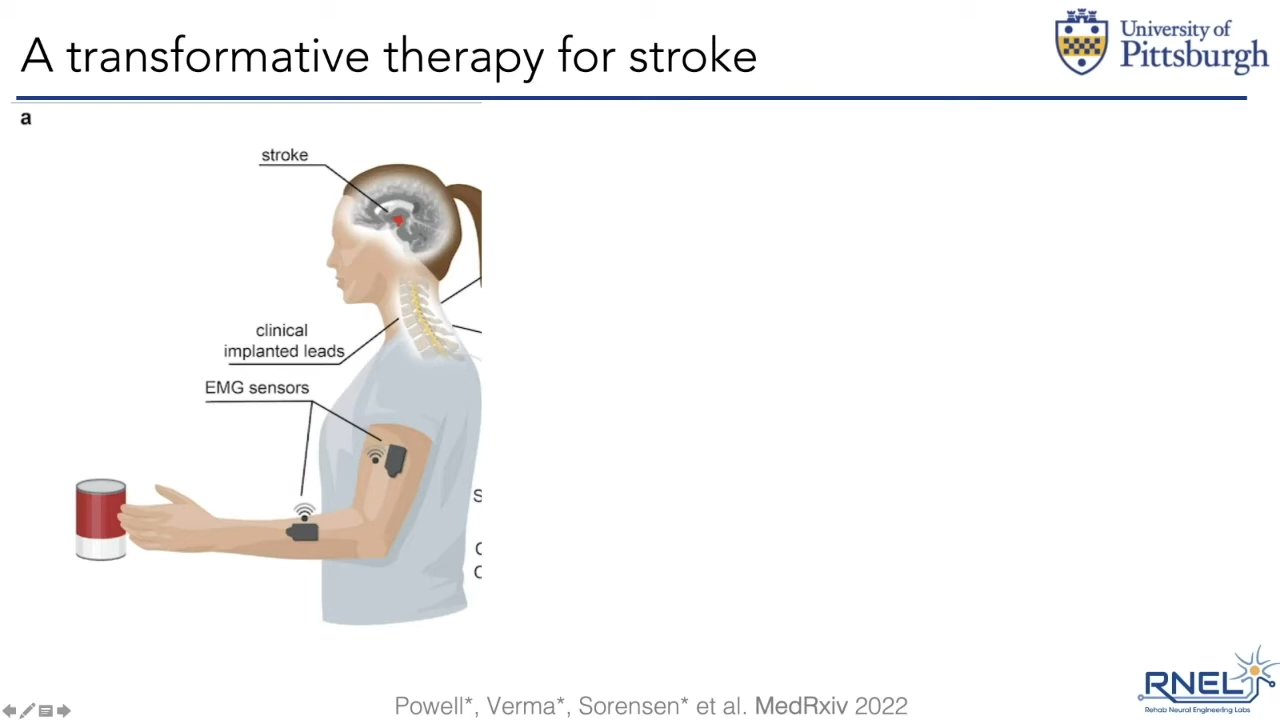 A transformative therapy for stroke
University of
Pittsburgh
a
stroke
clinical
implanted leads
EMG sensors
S
C
C
Powell*, Verma*, Sorensen* et al. MedRxiv 2022
RNEL
Rehab Neural Engineering Labs